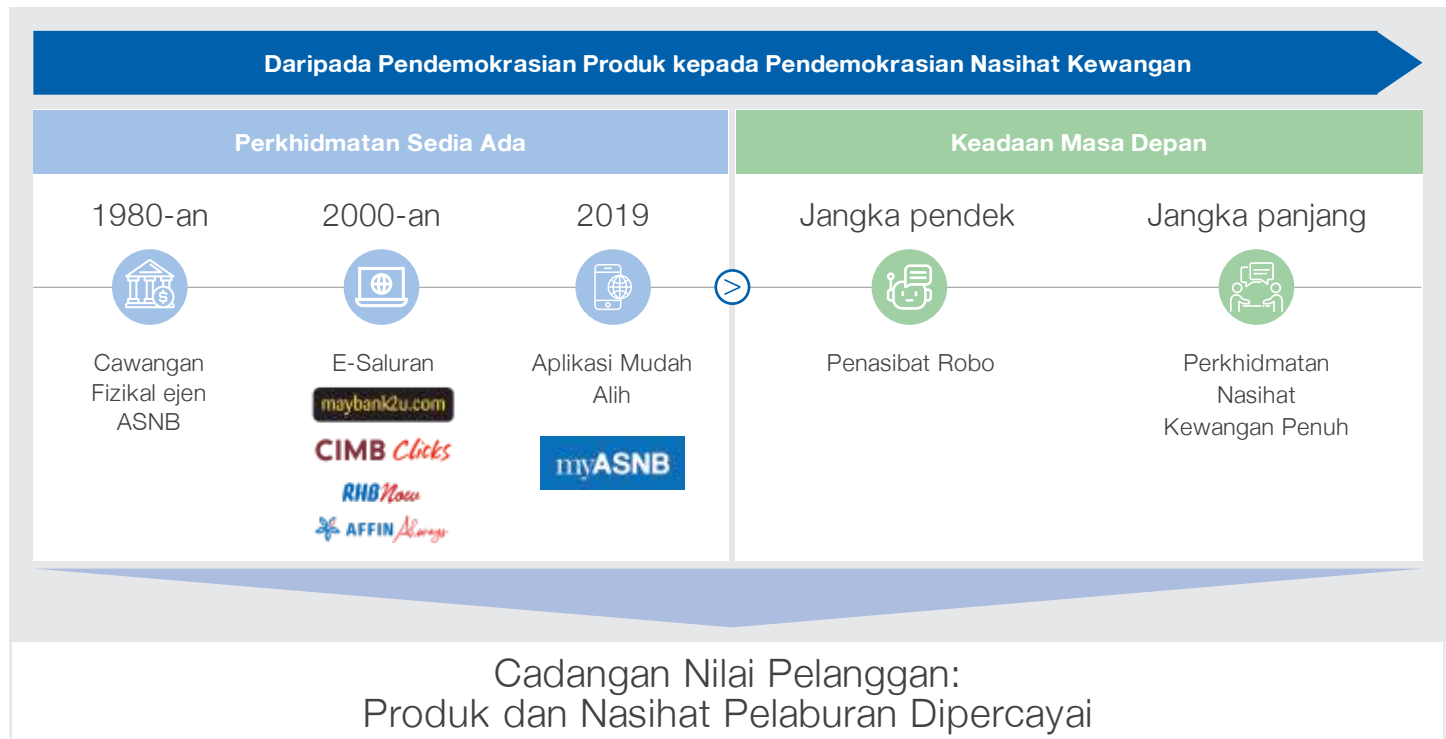 Daripada Pendemokrasian Produk kepada Pendemokrasian Nasihat Kewangan
Perkhidmatan Sedia Ada
Keadaan Masa Depan
1980-an
2000-an
2019
Jangka pendek
Jangka panjang
Cawangan
Fizikal ejen
ASNB
E-Saluran
maybank2u.com
CIMB Clicks
RHB Now
AFFIN Always
Aplikasi Mudah
Alih
myASNB
Penasibat Robo
Perkhidmatan
Nasihat
Kewangan Penuh
Cadangan Nilai Pelanggan:
Produk dan Nasihat Pelaburan Dipercayai